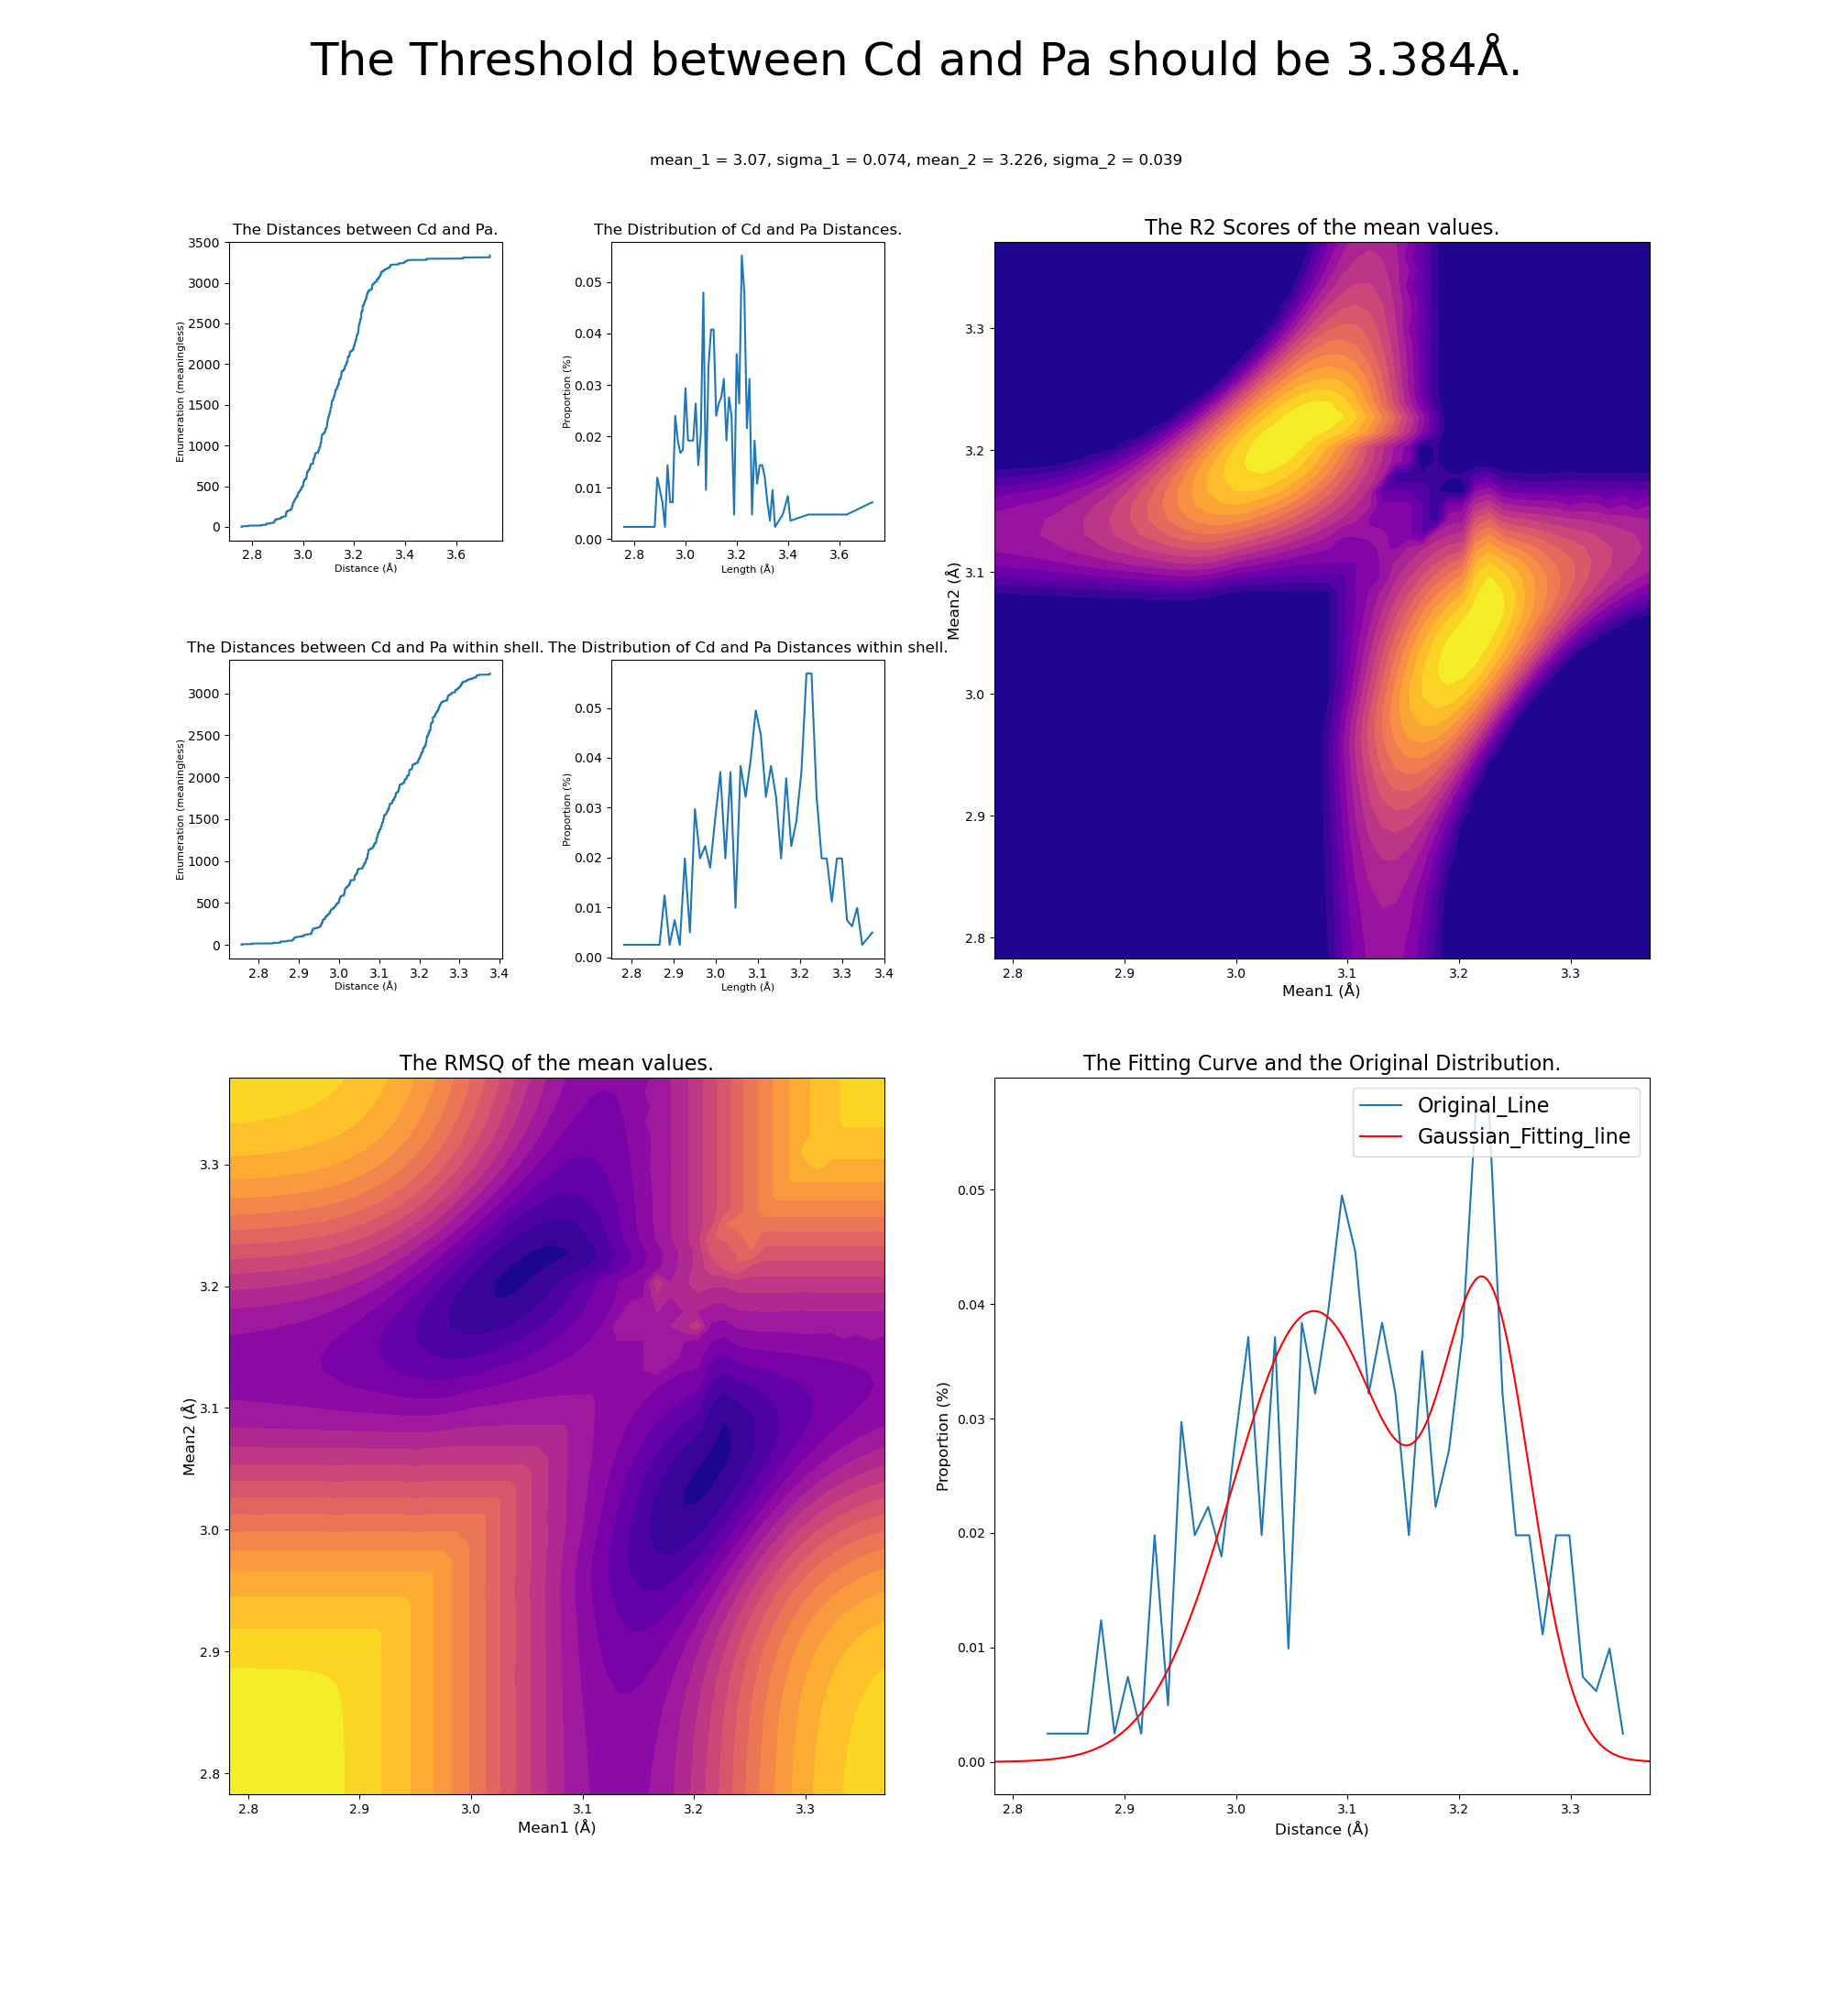 The Threshold between Cd and Pa should be 3.384Å.
mean_1 = 3.07, sigma_1 = 0.074, mean_2 = 3.226, sigma_2 = 0.039
The Distances between Cd and Pa.
3500
3000
2500
2000
1500
1000
500
0
Enumeration (meaningless)
2.8 3.0 3.2 3.4 3.6
Distance (Å)
The Distribution of Cd and Pa Distances.
0.05
0.04
0.03
0.02
0.01
0.00
Proportion (%)
2.8 3.0 3.2 3.4 3.6
Length (Å)
The R2 Scores of the mean values.
3.3
3.2
3.1
3.0
2.9
2.8
Mean2 (Å)
2.8 2.9 3.0 3.1 3.2 3.3
Mean1 (Å)
The Distances between Cd and Pa within shell.
3000
2500
2000
1500
1000
500
0
Enumeration (meaningless)
2.8 2.9 3.0 3.1 3.2 3.3 3.4
Distance (Å)
The Distribution of Cd and Pa Distances within shell.
0.05
0.04
0.03
0.02
0.01
0.00
Proportion (%)
2.8 2.9 3.0 3.1 3.2 3.3 3.4
Length (Å)
The RMSQ of the mean values.
3.3
3.2
3.1
3.0
2.9
2.8
Mean2 (Å)
2.8 2.9 3.0 3.1 3.2 3.3
Mean1 (Å)
The Fitting Curve and the Original Distribution.
Original_Line
Gaussian_Fitting_line
0.05
0.04
0.03
0.02
0.01
0.00
Proportion (%)
2.8 2.9 3.0 3.1 3.2 3.3
Distance (Å)